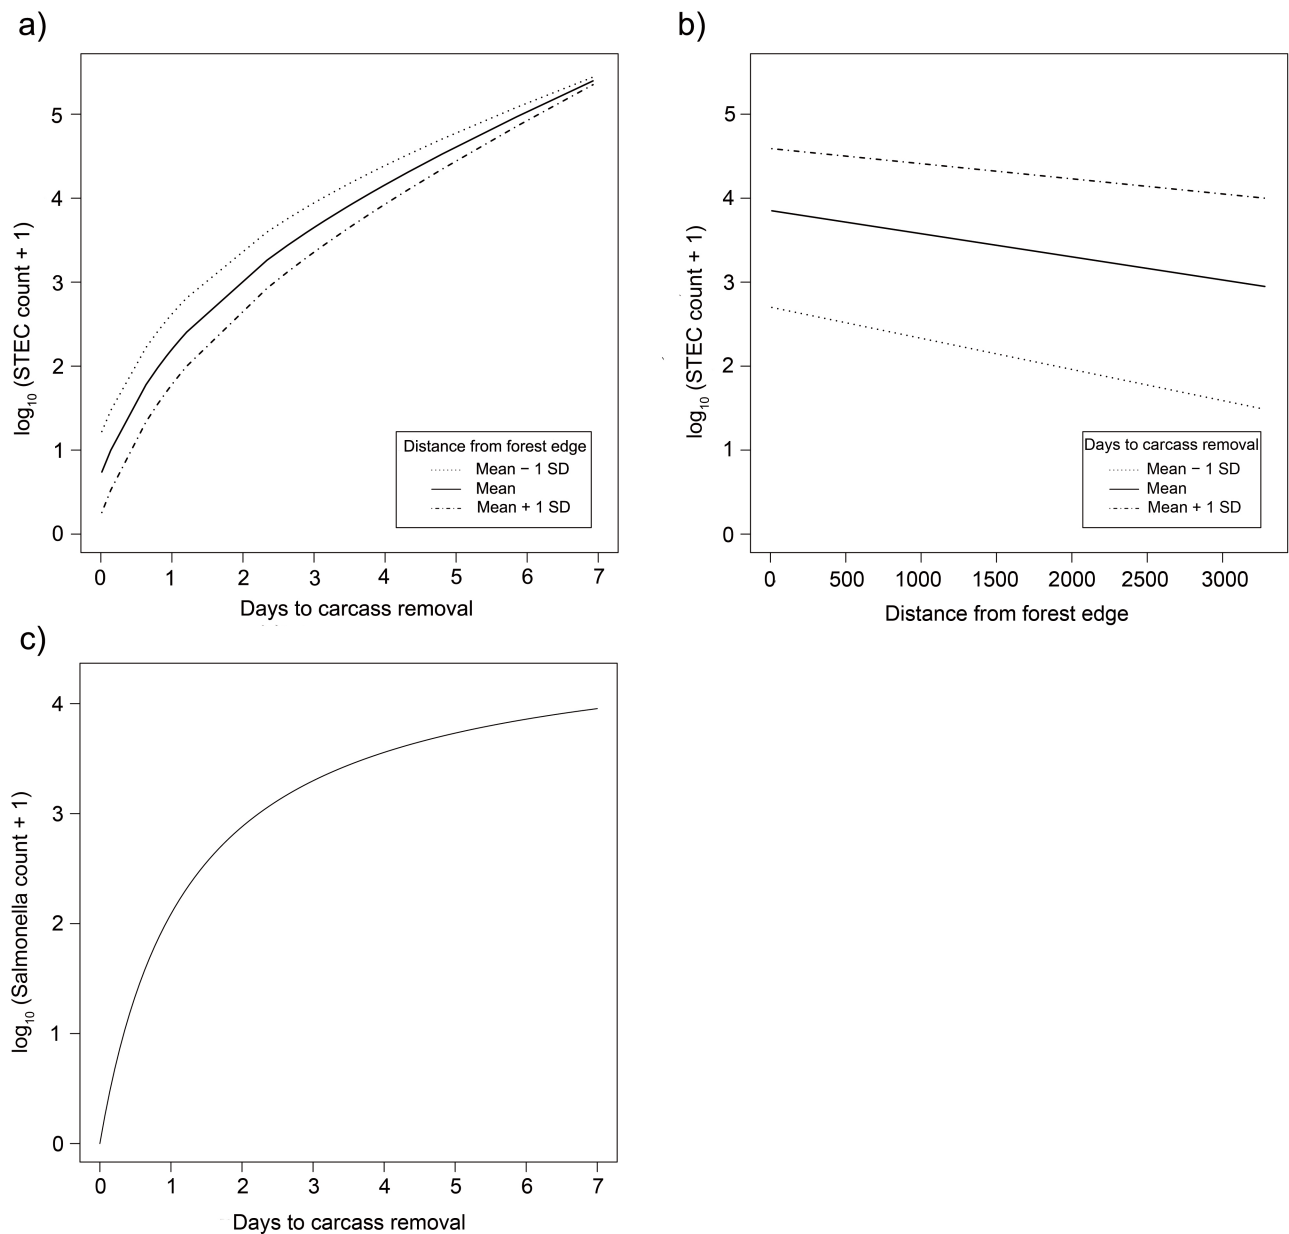 a)
log10 (STEC count + 1)
5
4
3
2
1
0
Distance from forest edge
Mean − 1 SD
Mean
Mean + 1 SD
0 1 2 3 4 5 6 7
Days to carcass removal
b)
log10 (STEC count + 1)
5
4
3
2
1
0
Days to carcass removal
Mean − 1 SD
Mean
Mean + 1 SD
0 500 1000 1500 2000 2500 3000
Distance from forest edge
c)
log10 (Salmonella count + 1)
4
3
2
1
0
0 1 2 3 4 5 6 7
Days to carcass removal